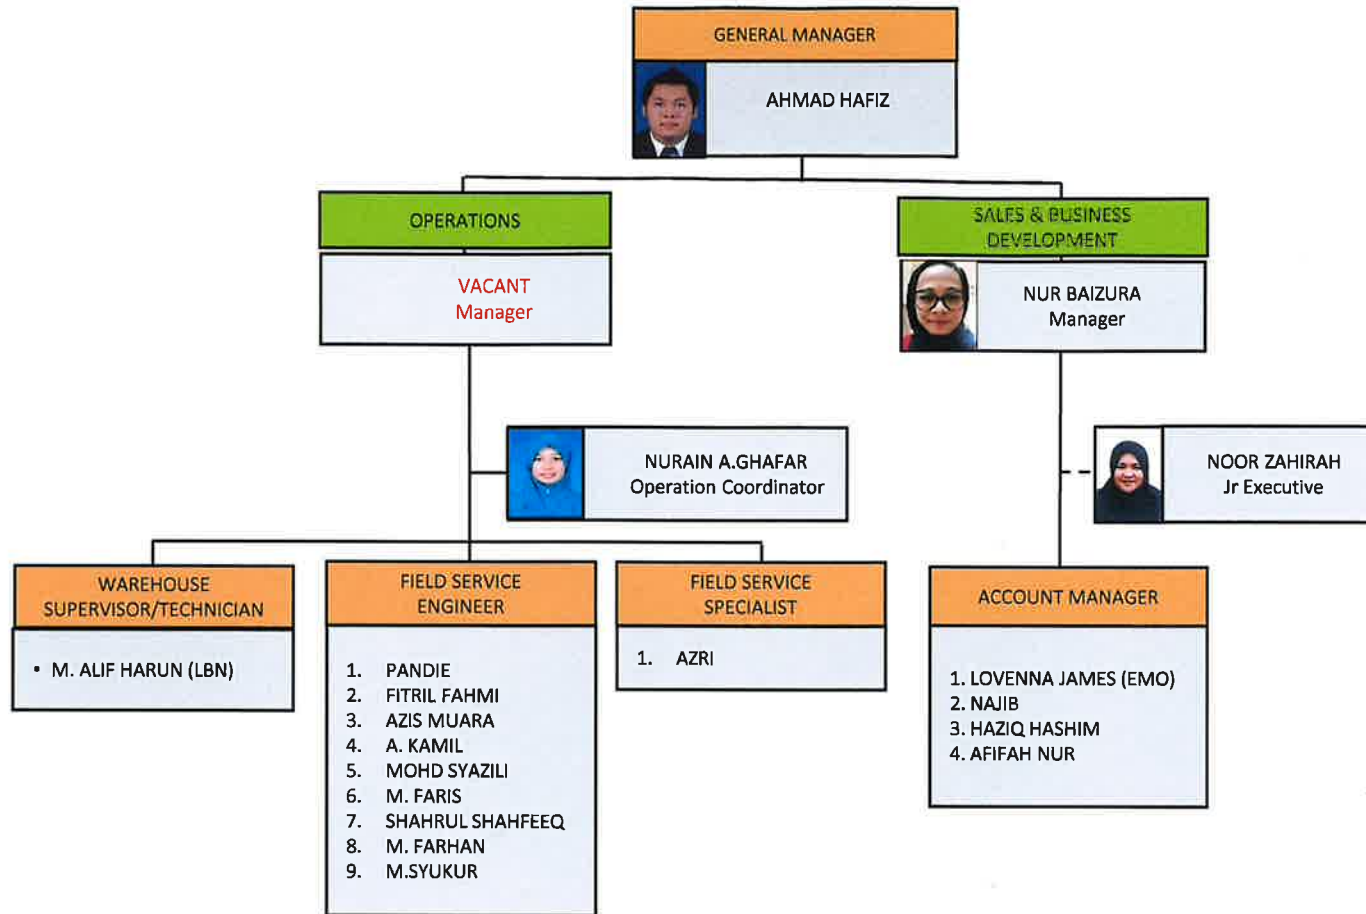 GENERAL MANAGER
AHMAD HAFIZ
OPERATIONS
VACANT
Manager
SALES & BUSINESS
DEVELOPMENT
NUR BAIZURA
Manager
NURAIN A.GHAFAR
Operation Coordinator
NOOR ZAHIRAH
Jr Executive
WAREHOUSE
SUPERVISOR/TECHNICIAN
• M. ALIF HARUN (LBN)
FIELD SERVICE
ENGINEER
1. PANDIE
2. FITRIL FAHMI
3. AZIS MUARA
4. A. KAMIL
5. MOHD SYAZILI
6. M. FARIS
7. SHAHRUL SHAHFEEQ
8. M. FARHAN
9. M.SYUKUR
FIELD SERVICE
SPECIALIST
1. AZRI
ACCOUNT MANAGER
1. LOVENNA JAMES (EMO)
2. NAJIB
3. HAZIQ HASHIM
4. AFIFAH NUR